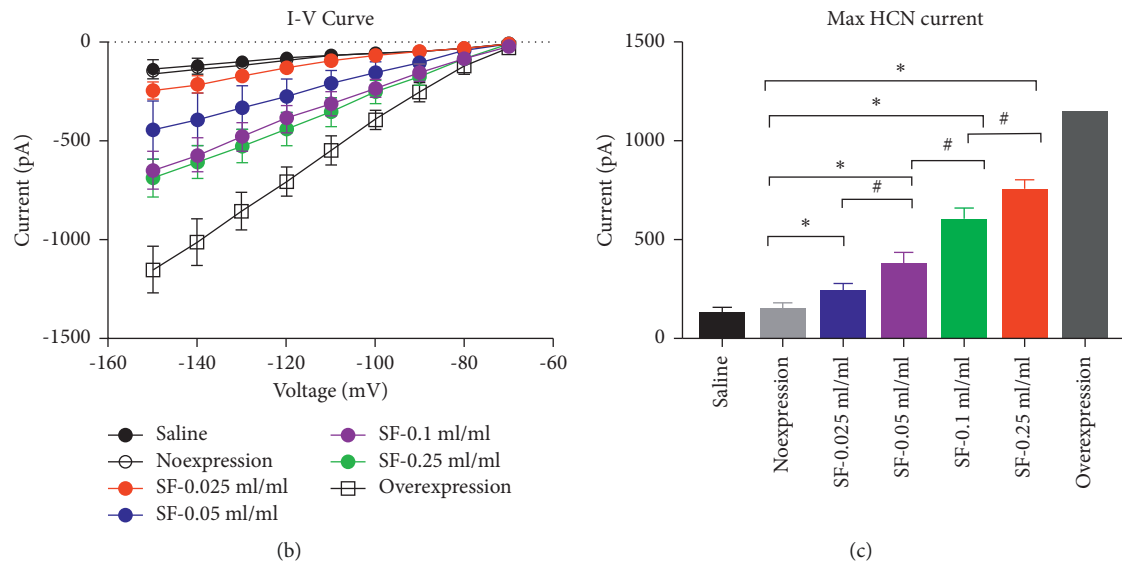 I-V Curve
0
-500
-1000
-1500
Current (pA)
-160
-140
-120
-100
-80
-60
Voltage (mV)
Saline
Noexpression
SF-0.025 ml/ml
SF-0.05 ml/ml
SF-0.1 ml/ml
SF-0.25 ml/ml
Overexpression
(b)
Max HCN current
1500
1000
500
0
Current (pA)
*
*
#
#
*
#
*
Saline
Noexpression
SF-0.025 ml/ml
SF-0.05 ml/ml
SF-0.1 ml/ml
SF-0.25 ml/ml
Overexpression
(c)